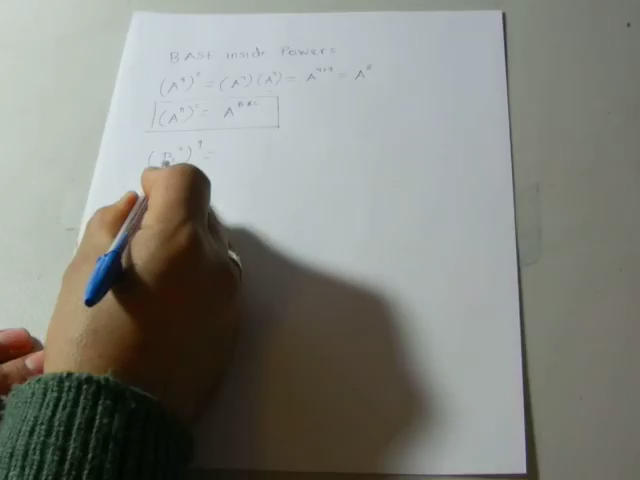 BASE inside Powers
(A⁴)² = (A⁴)(A⁴) = A⁴⁺⁴ = A⁸
(Aᴮ)ᶜ = Aᴮˣᶜ